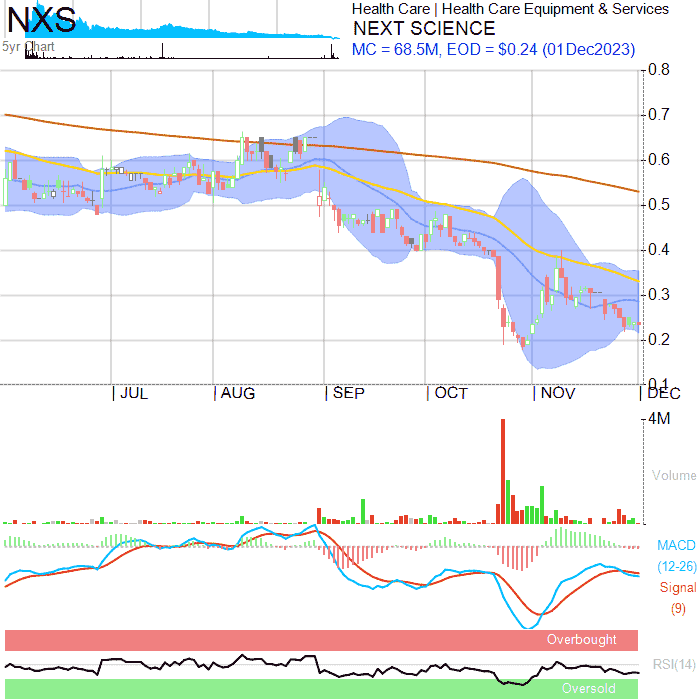 NXS
Health Care | Health Care Equipment & Services
NEXT SCIENCE
5yr Chart
MC = 68.5M, EOD = $0.24 (01Dec2023)
0.8
0.7
0.6
0.5
0.4
0.3
0.2
0.1
JUL AUG SEP OCT NOV DEC
4M
Volume
MACD
(12-26)
Signal
(9)
Overbought
RSI(14)
Oversold